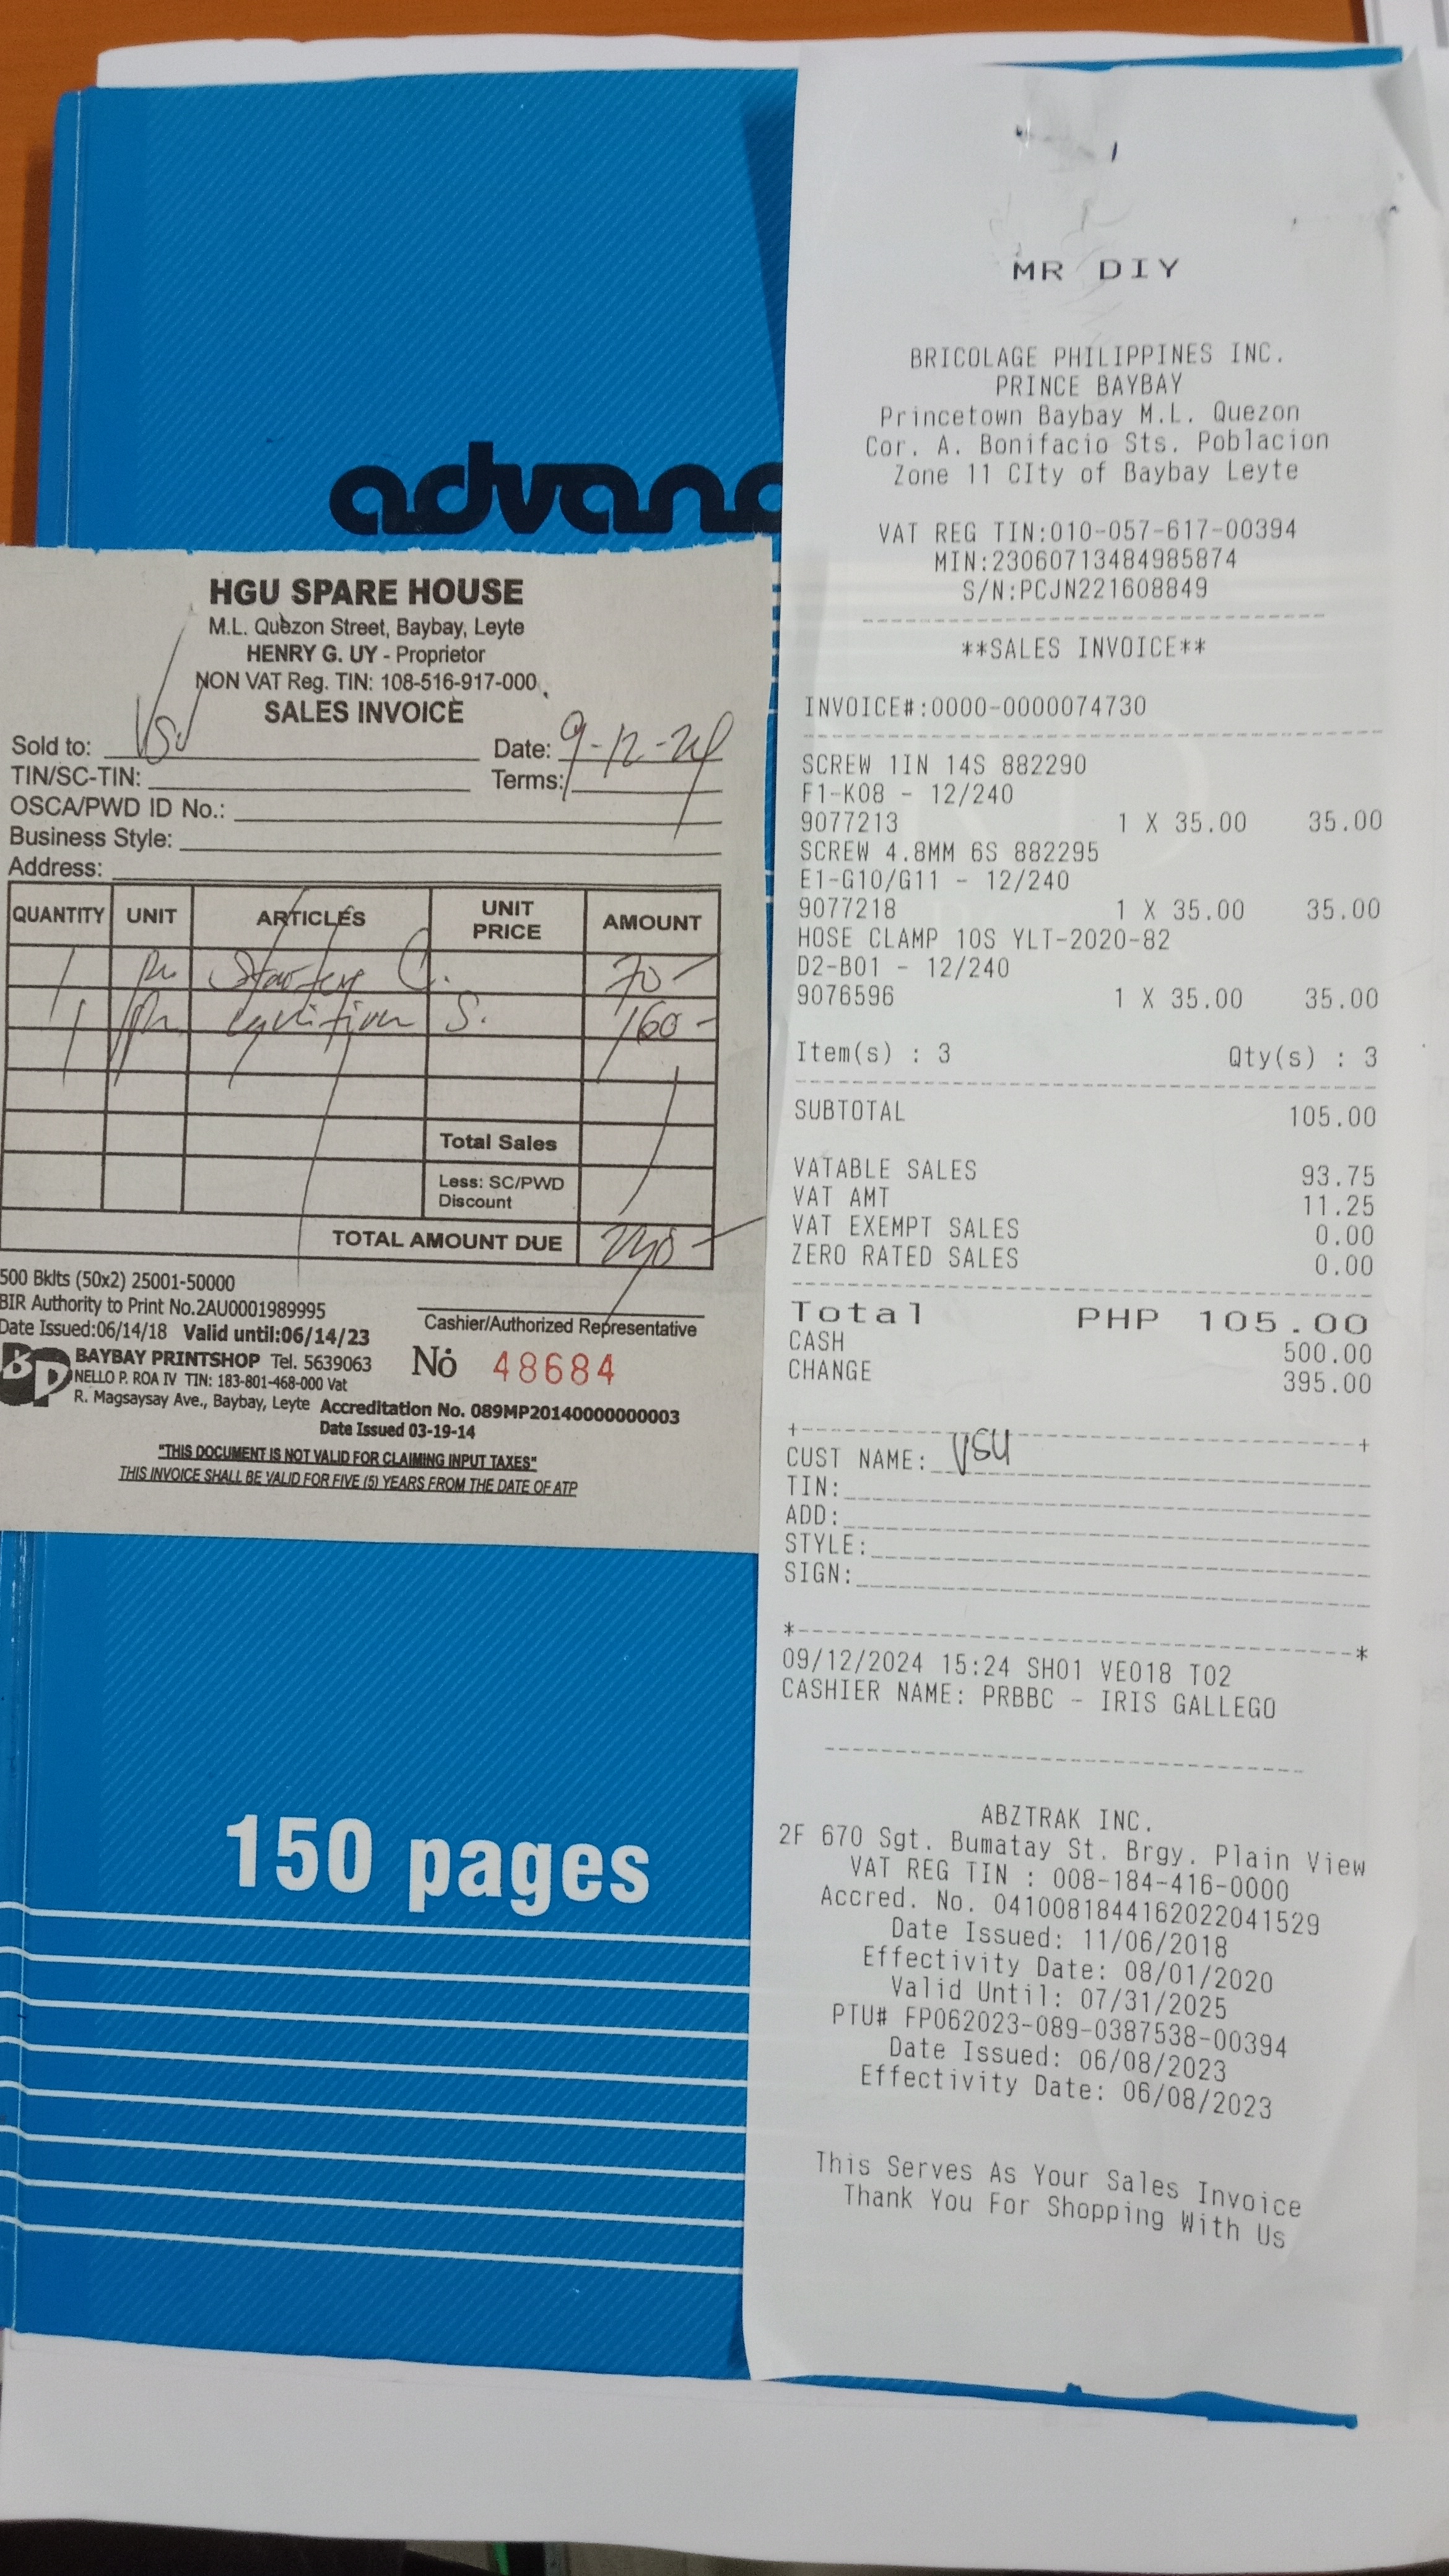 advanc
150 pages
HGU SPARE HOUSE
M.L. Quezon Street, Baybay, Leyte
HENRY G. UY - Proprietor
NON VAT Reg. TIN: 108-516-917-000
SALES INVOICE
Sold to: VSU Date: 9-12-24
TIN/SC-TIN: Terms:
OSCA/PWD ID No.:
Business Style:
Address:
QUANTITY UNIT ARTICLES UNIT PRICE AMOUNT
1 C. 70-
1 S. 160-
Total Sales
Less: SC/PWD Discount
TOTAL AMOUNT DUE
500 Bklts (50x2) 25001-50000
BIR Authority to Print No.2AU0001989995
Date Issued:06/14/18 Valid until:06/14/23
Cashier/Authorized Representative
BP BAYBAY PRINTSHOP Tel. 5639063
NELLO P. ROA IV TIN: 183-801-468-000 Vat
R. Magsaysay Ave., Baybay, Leyte
No 48684
Accreditation No. 089MP20140000000003
Date Issued 03-19-14
"THIS DOCUMENT IS NOT VALID FOR CLAIMING INPUT TAXES"
THIS INVOICE SHALL BE VALID FOR FIVE (5) YEARS FROM THE DATE OF ATP
MR DIY
BRICOLAGE PHILIPPINES INC.
PRINCE BAYBAY
Princetown Baybay M.L. Quezon
Cor. A. Bonifacio Sts. Poblacion
Zone 11 CIty of Baybay Leyte
VAT REG TIN:010-057-617-00394
MIN:23060713484985874
S/N:PCJN221608849
**SALES INVOICE**
INVOICE#:0000-0000074730
SCREW 1IN 14S 882290
F1-K08 - 12/240
9077213 1 X 35.00 35.00
SCREW 4.8MM 6S 882295
E1-G10/G11 - 12/240
9077218 1 X 35.00 35.00
HOSE CLAMP 10S YLT-2020-82
D2-B01 - 12/240
9076596 1 X 35.00 35.00
Item(s) : 3 Qty(s) : 3
SUBTOTAL 105.00
VATABLE SALES 93.75
VAT AMT 11.25
VAT EXEMPT SALES 0.00
ZERO RATED SALES 0.00
Total PHP 105.00
CASH 500.00
CHANGE 395.00
CUST NAME: VSU
TIN:
ADD:
STYLE:
SIGN:
09/12/2024 15:24 SH01 VE018 T02
CASHIER NAME: PRBBC - IRIS GALLEGO
ABZTRAK INC.
2F 670 Sgt. Bumatay St. Brgy. Plain View
VAT REG TIN : 008-184-416-0000
Accred. No. 0410081844162022041529
Date Issued: 11/06/2018
Effectivity Date: 08/01/2020
Valid Until: 07/31/2025
PTU# FP062023-089-0387538-00394
Date Issued: 06/08/2023
Effectivity Date: 06/08/2023
This Serves As Your Sales Invoice
Thank You For Shopping With Us